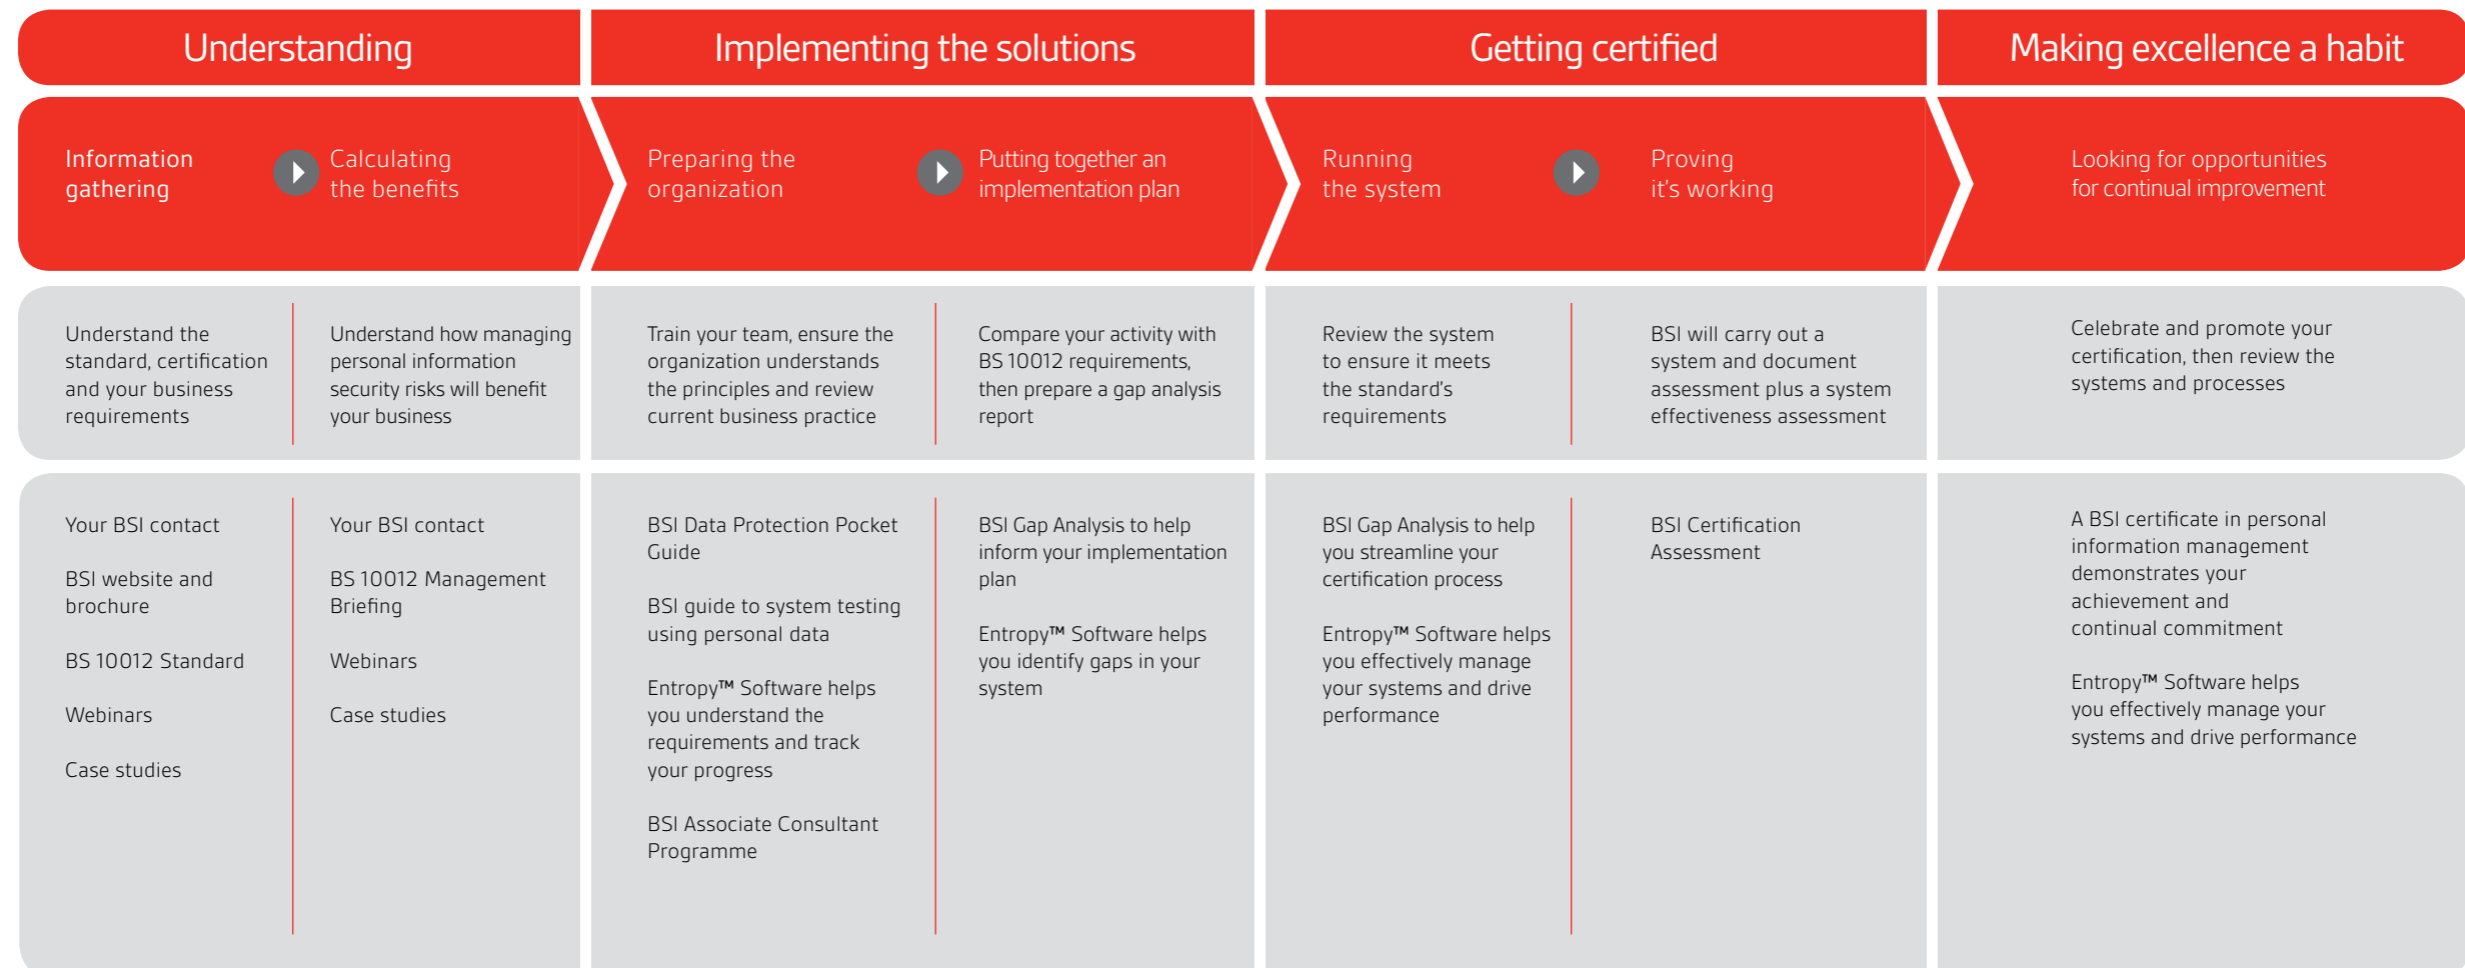 Understanding
Implementing the solutions
Getting certified
Making excellence a habit
Information
gathering
Calculating
the benefits
Preparing the
organization
Putting together an
implementation plan
Running
the system
Proving
it's working
Looking for opportunities
for continual improvement
Understand the
standard, certification
and your business
requirements
Understand how managing
personal information
security risks will benefit
your business
Train your team, ensure the
organization understands
the principles and review
current business practice
Compare your activity with
BS 10012 requirements,
then prepare a gap analysis
report
Review the system
to ensure it meets
the standard's
requirements
BSI will carry out a
system and document
assessment plus a system
effectiveness assessment
Celebrate and promote your
certification, then review the
systems and processes
Your BSI contact
BSI website and
brochure
BS 10012 Standard
Webinars
Case studies
Your BSI contact
BS 10012 Management
Briefing
Webinars
Case studies
BSI Data Protection Pocket
Guide
BSI guide to system testing
using personal data
Entropy™ Software helps
you understand the
requirements and track
your progress
BSI Associate Consultant
Programme
BSI Gap Analysis to help
inform your implementation
plan
Entropy™ Software helps
you identify gaps in your
system
BSI Gap Analysis to help
you streamline your
certification process
Entropy™ Software helps
you effectively manage
your systems and drive
performance
BSI Certification
Assessment
A BSI certificate in personal
information management
demonstrates your
achievement and
continual commitment
Entropy™ Software helps
you effectively manage your
systems and drive performance